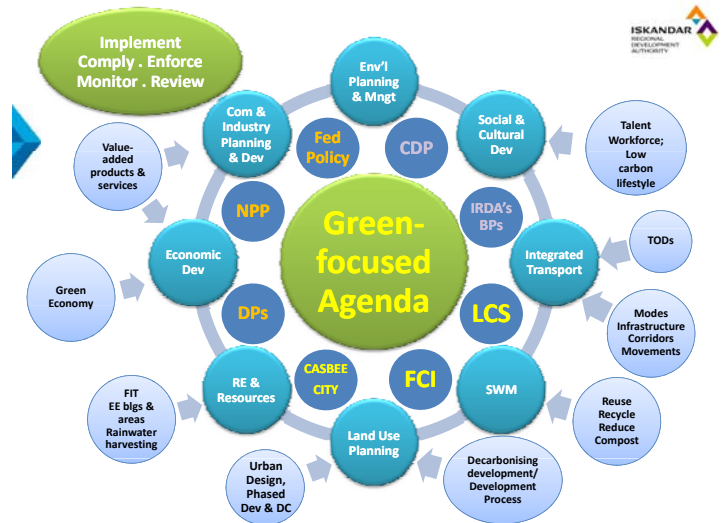 Implement
Comply . Enforce
Monitor . Review
ISKANDAR
REGIONAL
DEVELOPMENT
AUTHORITY
Env'l
Planning
& Mngt
Com &
Industry
Planning
& Dev
Social &
Cultural
Dev
Fed
Policy
CDP
Value-
added
products &
services
Talent
Workforce;
Low
carbon
lifestyle
NPP
IRDA's
BPs
Green-
focused
Agenda
Economic
Dev
Integrated
Transport
TODs
Green
Economy
DPs
LCS
Modes
Infrastructure
Corridors
Movements
CASBEE
CITY
FCI
RE &
Resources
SWM
FIT
EE blgs &
areas
Rainwater
harvesting
Reuse
Recycle
Reduce
Compost
Land Use
Planning
Urban
Design,
Phased
Dev & DC
Decarbonising
development/
Development
Process